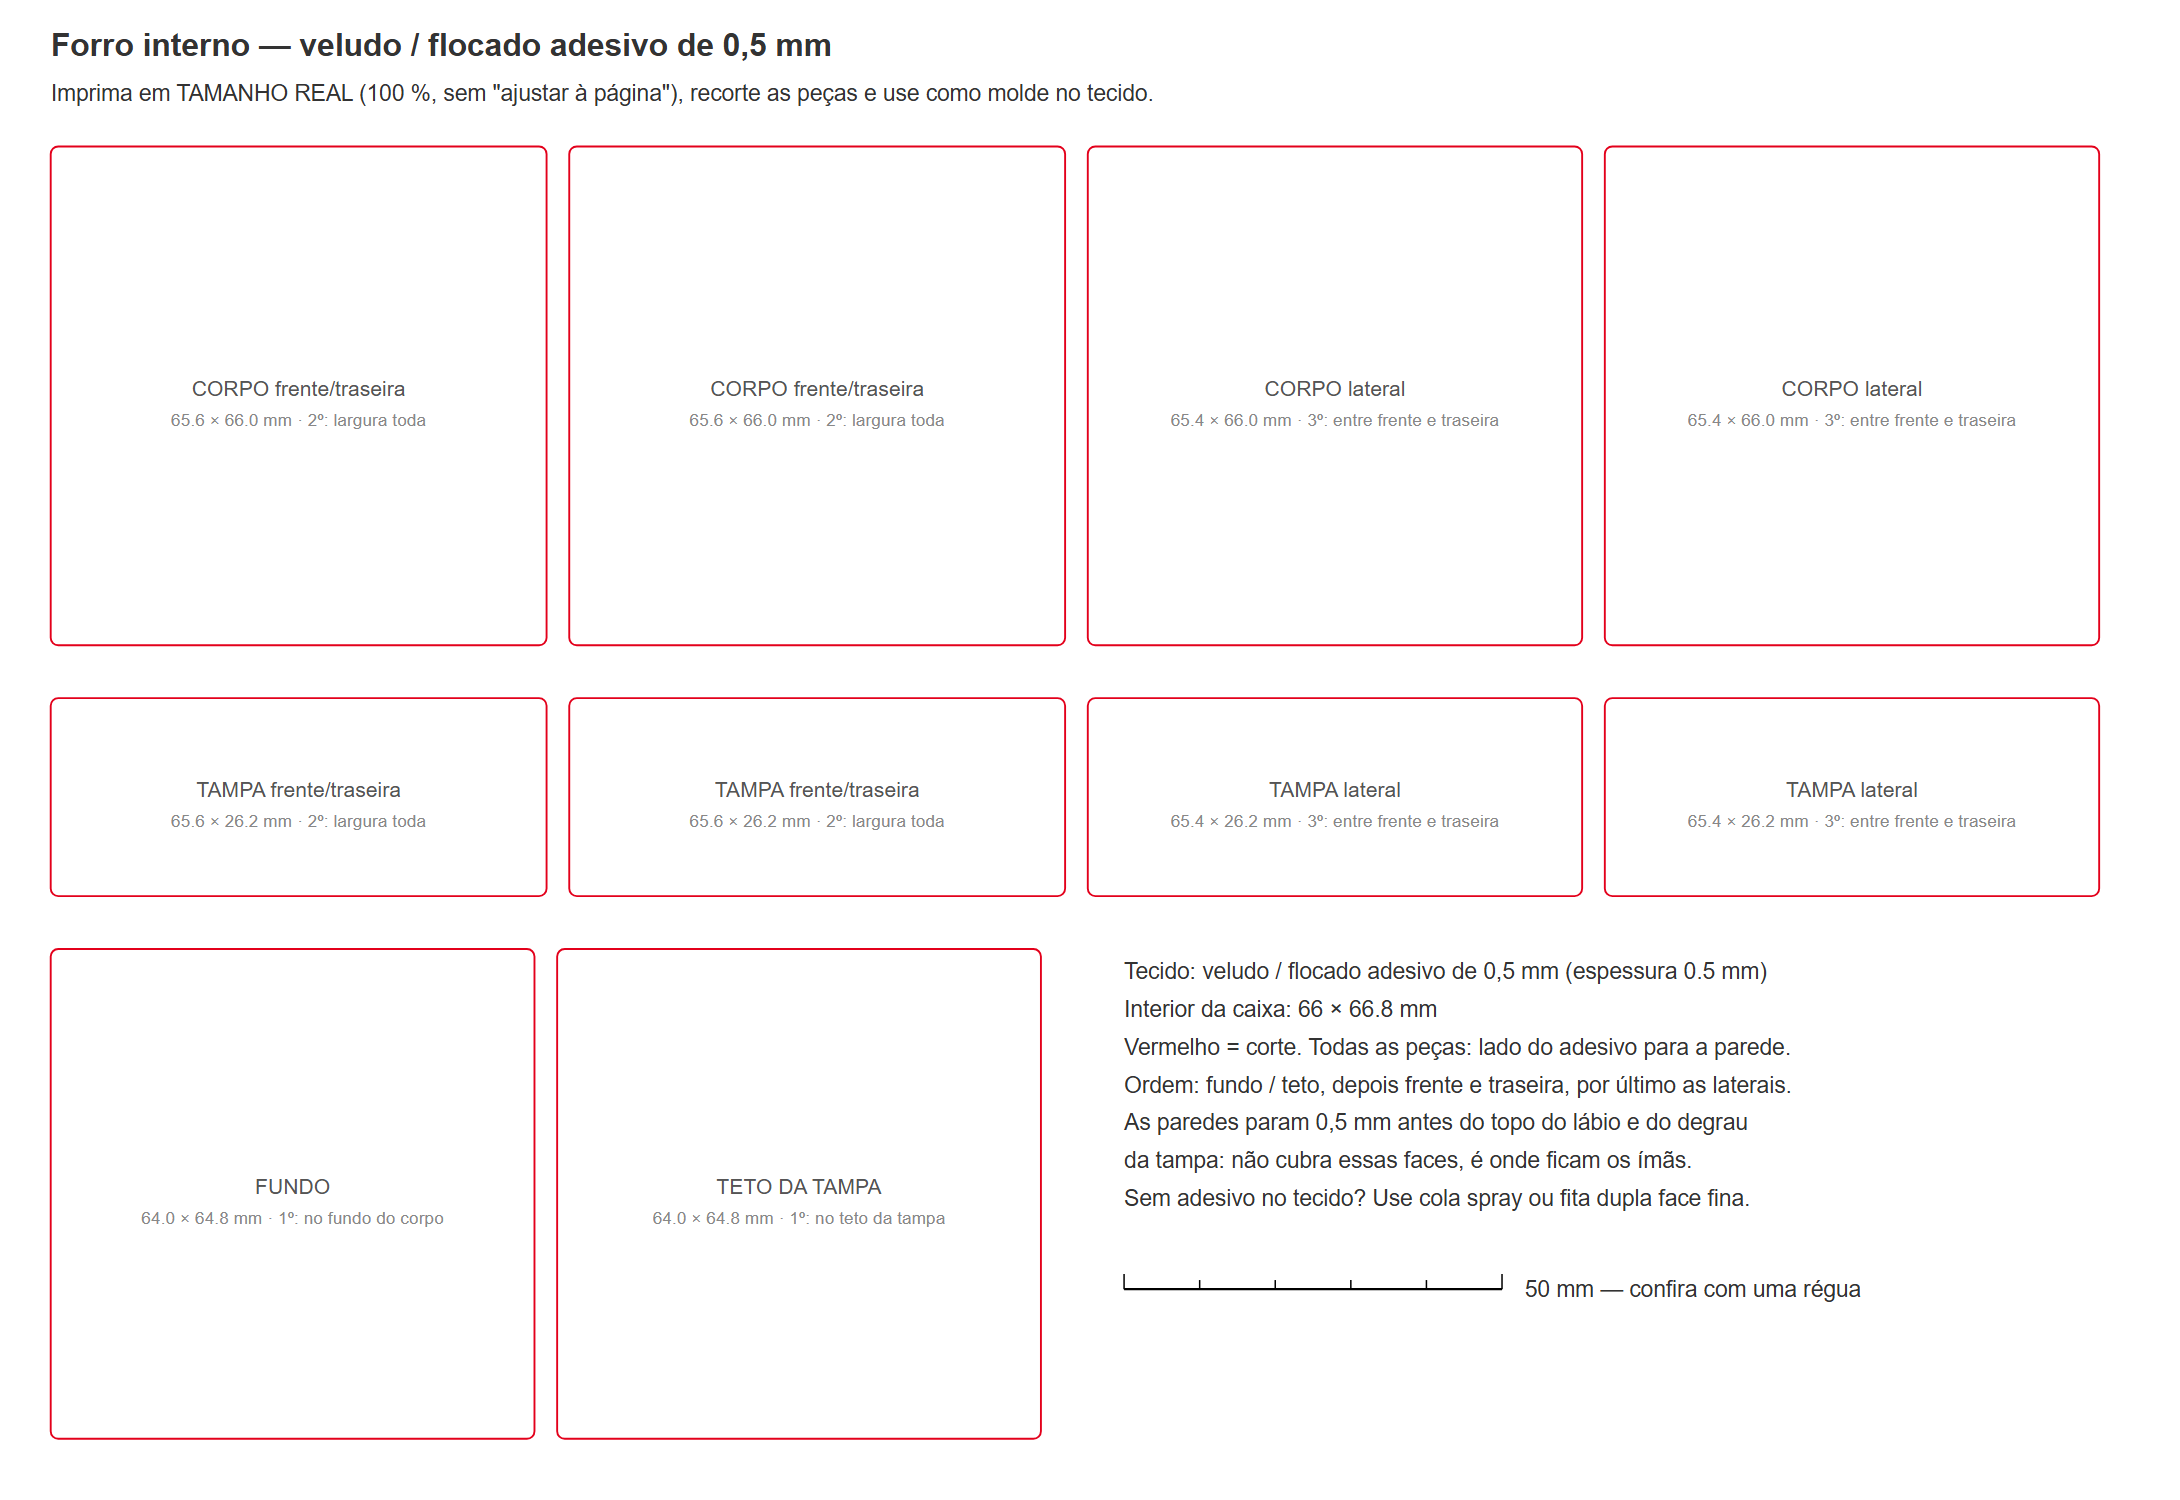 Forro interno — veludo / flocado adesivo de 0,5 mm
Imprima em TAMANHO REAL (100 %, sem "ajustar à página"), recorte as peças e use como molde no tecido.
CORPO frente/traseira
65.6 × 66.0 mm · 2º: largura toda
CORPO frente/traseira
65.6 × 66.0 mm · 2º: largura toda
CORPO lateral
65.4 × 66.0 mm · 3º: entre frente e traseira
CORPO lateral
65.4 × 66.0 mm · 3º: entre frente e traseira
TAMPA frente/traseira
65.6 × 26.2 mm · 2º: largura toda
TAMPA frente/traseira
65.6 × 26.2 mm · 2º: largura toda
TAMPA lateral
65.4 × 26.2 mm · 3º: entre frente e traseira
TAMPA lateral
65.4 × 26.2 mm · 3º: entre frente e traseira
FUNDO
64.0 × 64.8 mm · 1º: no fundo do corpo
TETO DA TAMPA
64.0 × 64.8 mm · 1º: no teto da tampa
Tecido: veludo / flocado adesivo de 0,5 mm (espessura 0.5 mm)
Interior da caixa: 66 × 66.8 mm
Vermelho = corte. Todas as peças: lado do adesivo para a parede.
Ordem: fundo / teto, depois frente e traseira, por último as laterais.
As paredes param 0,5 mm antes do topo do lábio e do degrau
da tampa: não cubra essas faces, é onde ficam os ímãs.
Sem adesivo no tecido? Use cola spray ou fita dupla face fina.
50 mm — confira com uma régua